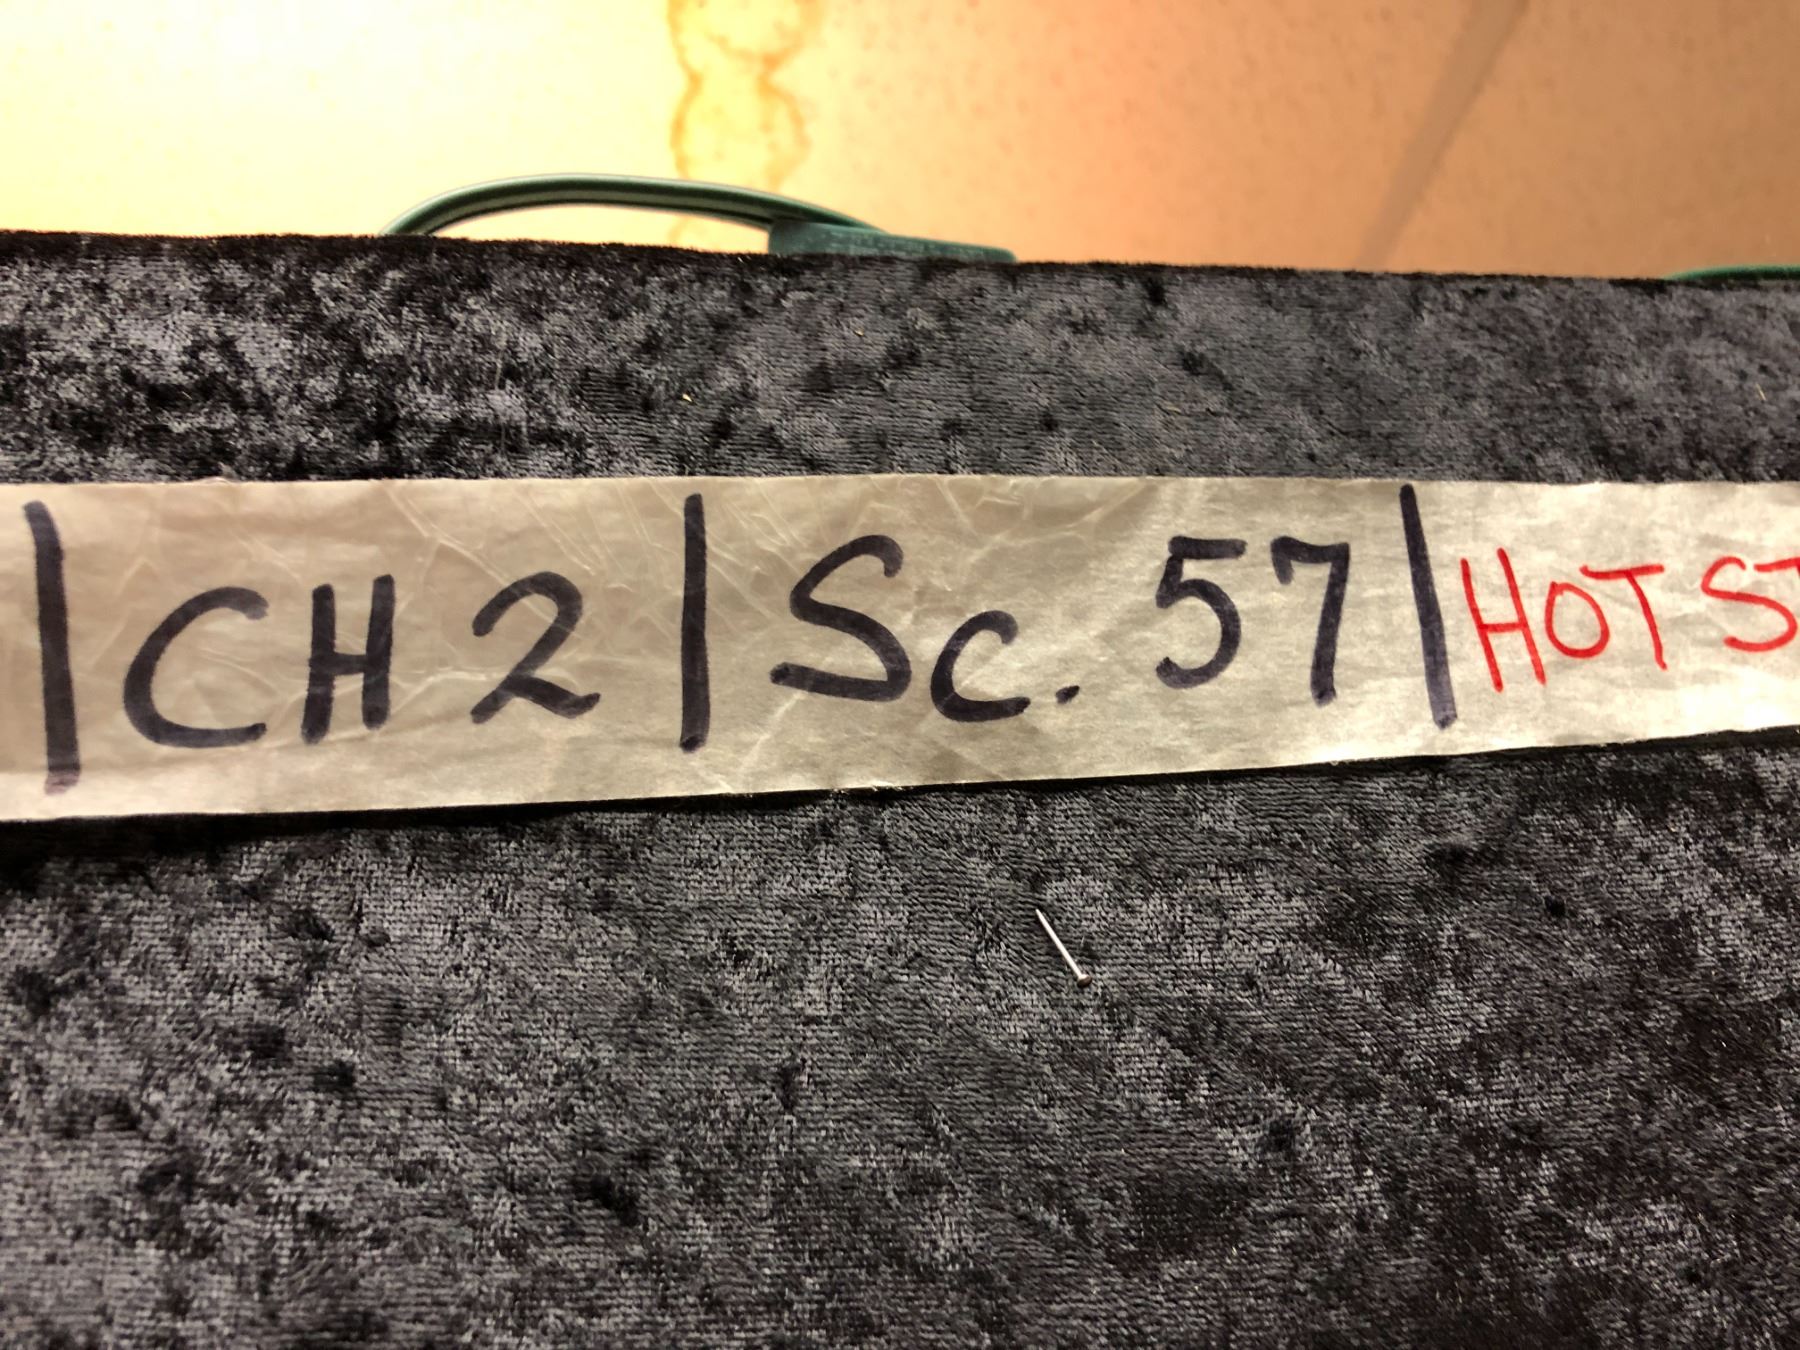 | CH 2 | Sc. 57 | HOT ST